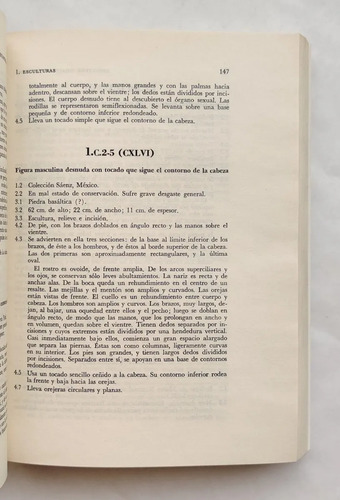 1. ESCULTURAS 147
totalmente al cuerpo, y las manos grandes y con las palmas hacia
adentro, descansan sobre el vientre; los dedos están divididos por inci-
siones. El cuerpo desnudo tiene al descubierto el órgano sexual. Las
rodillas se representaron semiflexionadas. Se levanta sobre una base
pequeña y de contorno inferior redondeado.
4.5 Lleva un tocado simple que sigue el contorno de la cabeza.
1.C.2-5 (CXLVI)
Figura masculina desnuda con tocado que sigue el contorno de la cabeza
1.2 Colección Sáenz, México.
2.2 En mal estado de conservación. Sufre grave desgaste general.
3.1 Piedra basáltica (?).
3.2 62 cm. de alto; 22 cm. de ancho; 11 cm. de espesor.
3.3 Escultura, relieve e incisión.
4.2 De pie, con los brazos doblados en ángulo recto y las manos sobre el
vientre.
4.3 Se advierten en ella tres secciones: de la base al límite inferior de los
brazos, de éste a los hombros, y de éstos al borde superior de la cabeza.
Las dos primeras son aproximadamente rectangulares, y la última
oval.
El rostro es ovoide, de frente amplia. De los arcos superciliares y
los ojos, se conservan sólo leves abultamientos. La nariz es recta y de
anchas alas. De la boca queda un rehundimiento en el centro de un
resalte. Las mejillas y el mentón son amplios y curvados. Las orejas
están vistas de frente. El cuello es un rehundimiento entre cuerpo y
cabeza. Los hombros son amplios y curvos. Los brazos, muy largos, de-
jan, al bajar, una oquedad entre ellos y el pecho; luego se doblan en
ángulo recto, de modo que las manos, que los prolongan en ancho y
en volumen, quedan sobre el vientre. Tienen dedos separados por in-
cisiones y cuyos extremos están divididos por una hendedura vertical.
Casi inmediatamente bajo ellos, comienza un gran espacio alargado
que separa las piernas. Éstas son como columnas, ligeramente curvas
en su interior. Los pies son grandes, y tienen largos dedos divididos
por incisiones. Separados entre sí, se apoyan en una base de contornos
redondeados.
4.5 Usa un tocado sencillo ceñido a la cabeza. Su contorno inferior rodea
la frente y baja hacia las orejas.
4.7 Lleva orejeras circulares y planas.